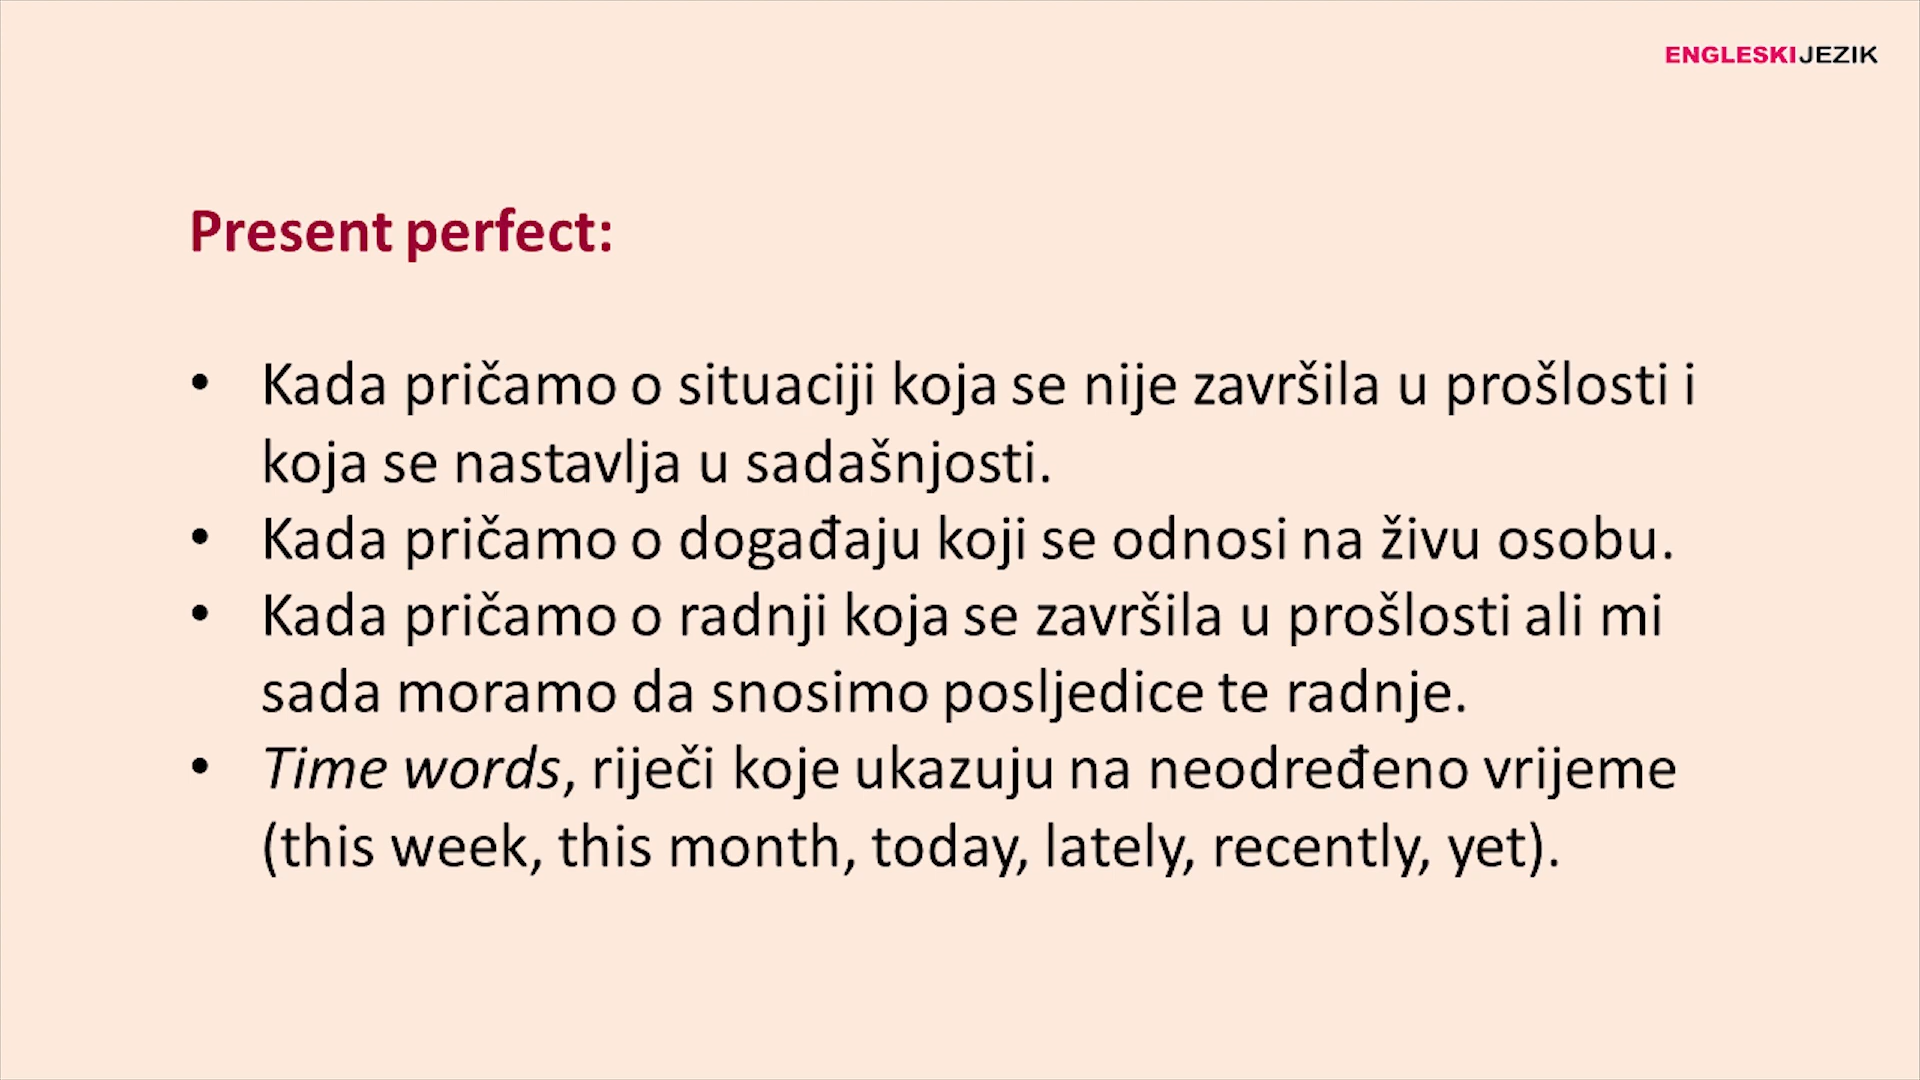 ENGLESKIJEZIK
Present perfect:
• Kada pričamo o situaciji koja se nije završila u prošlosti i
koja se nastavlja u sadašnjosti.
• Kada pričamo o događaju koji se odnosi na živu osobu.
• Kada pričamo o radnji koja se završila u prošlosti ali mi
sada moramo da snosimo posljedice te radnje.
• Time words, riječi koje ukazuju na neodređeno vrijeme
(this week, this month, today, lately, recently, yet).